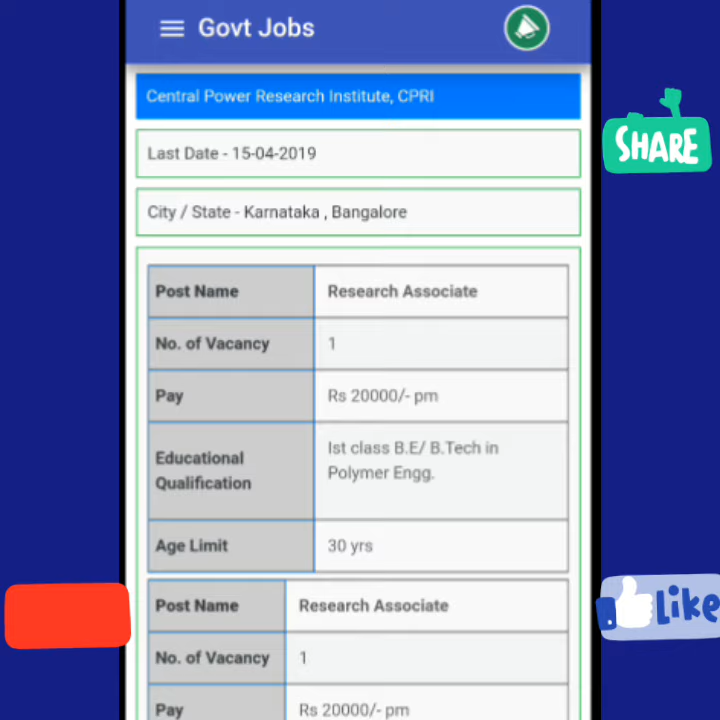 Govt Jobs
Central Power Research Institute, CPRI
Last Date - 15-04-2019
City / State - Karnataka , Bangalore
Post Name Research Associate
No. of Vacancy 1
Pay Rs 20000/- pm
Educational Qualification Ist class B.E/ B.Tech in Polymer Engg.
Age Limit 30 yrs
Post Name Research Associate
No. of Vacancy 1
Pay Rs 20000/- pm
SHARE
Like